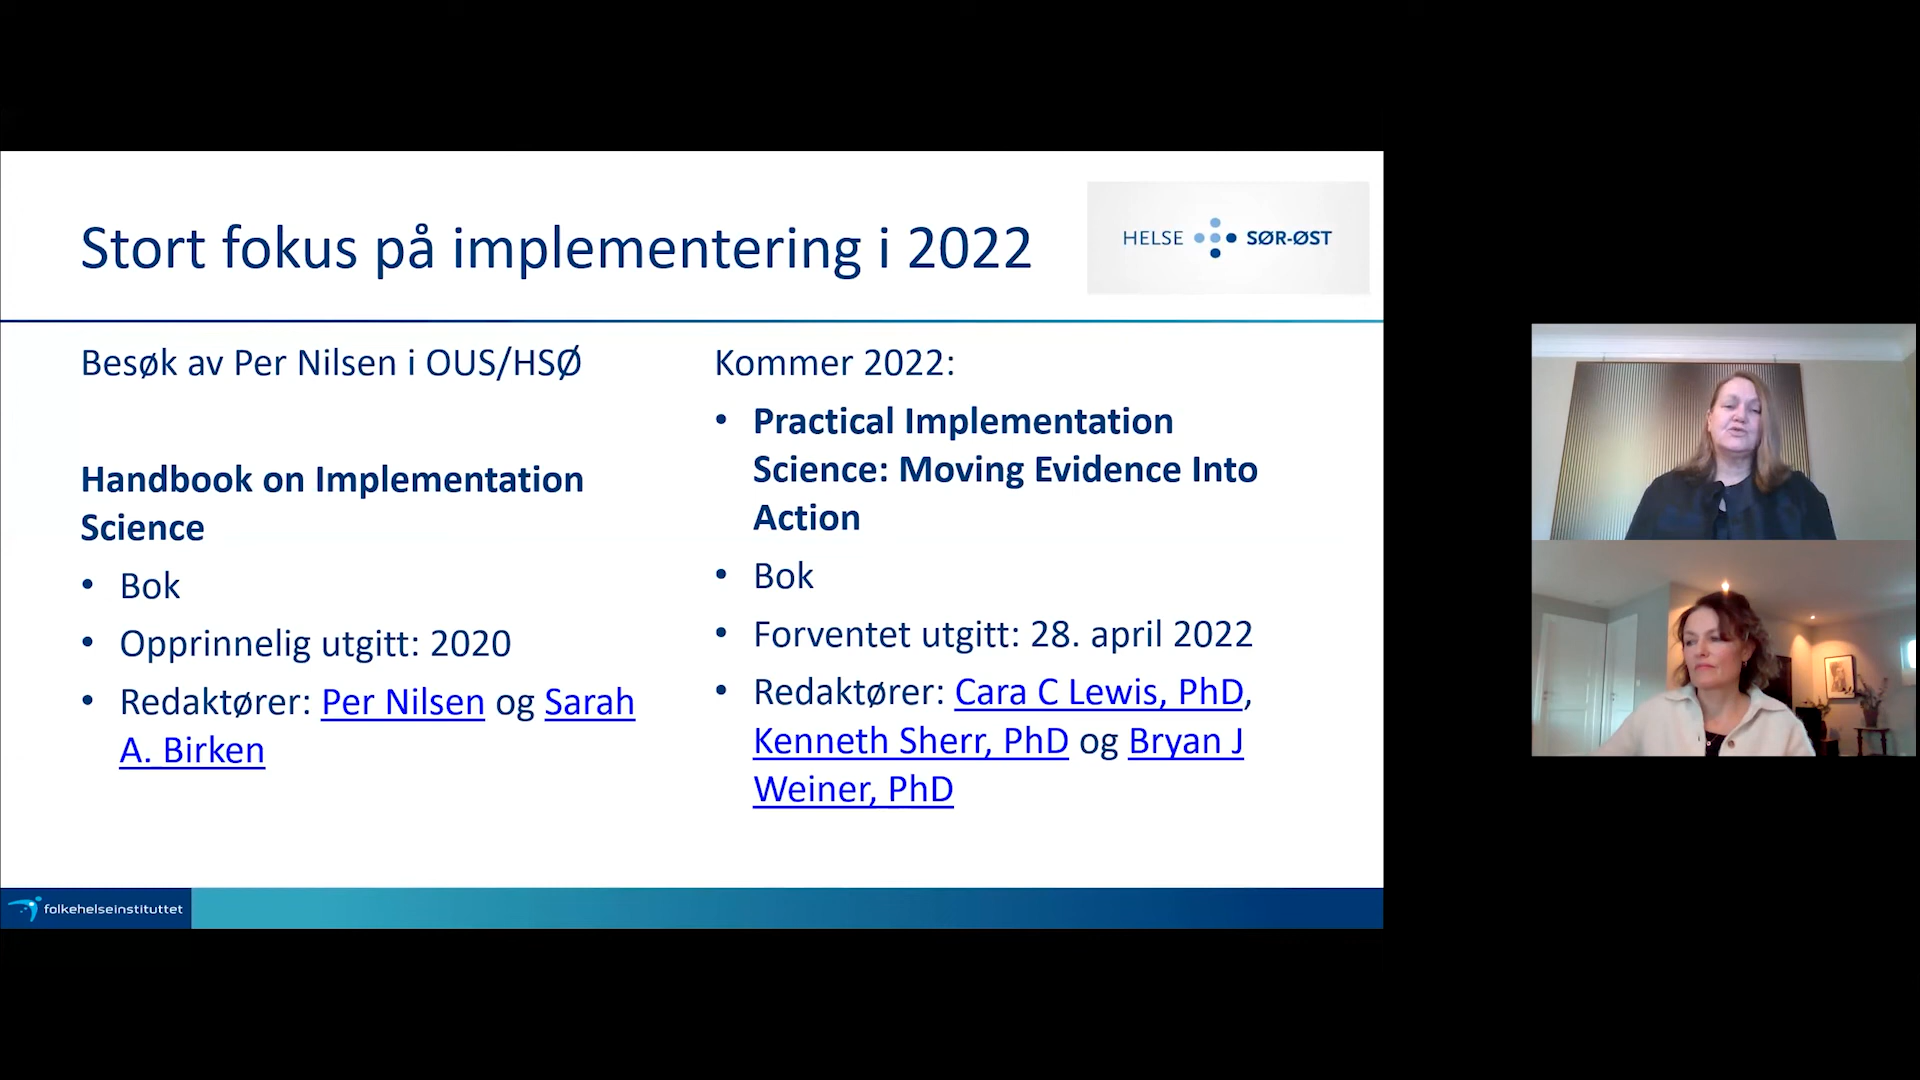 Stort fokus på implementering i 2022
HELSE SØR-ØST
Besøk av Per Nilsen i OUS/HSØ
Handbook on Implementation
Science
• Bok
• Opprinnelig utgitt: 2020
• Redaktører: Per Nilsen og Sarah
A. Birken
Kommer 2022:
• Practical Implementation
Science: Moving Evidence Into
Action
• Bok
• Forventet utgitt: 28. april 2022
• Redaktører: Cara C Lewis, PhD,
Kenneth Sherr, PhD og Bryan J
Weiner, PhD
folkehelseinstituttet